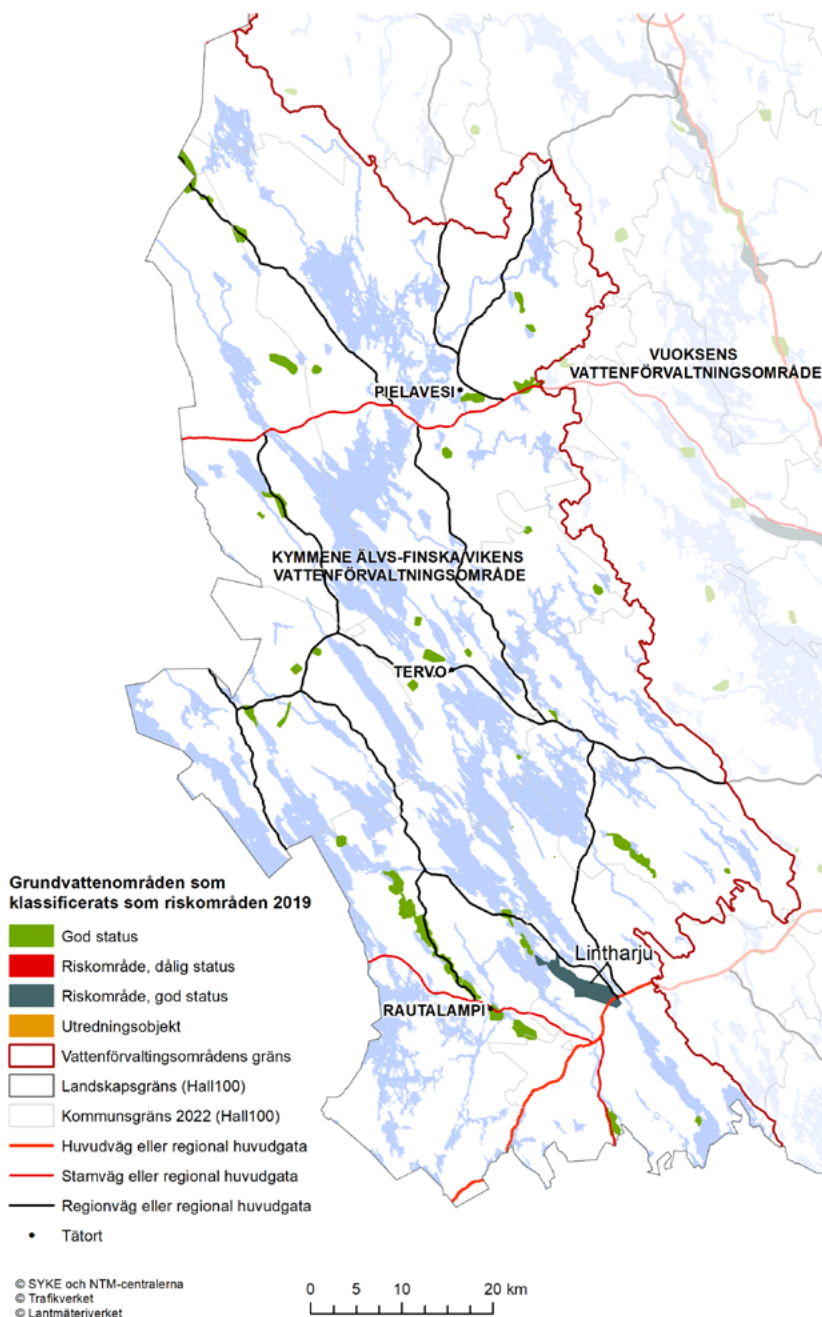 VUOKSENS
VATTENFÖRVALTNINGSOMRÅDE
PIELAVESI
KYMMENE ÄLVS-FINSKA VIKENS
VATTENFÖRVALTNINGSOMRÅDE
TERVO
Lintharju
RAUTALAMPI
Grundvattenområden som
klassificerats som riskområden 2019
God status
Riskområde, dålig status
Riskområde, god status
Utredningsobjekt
Vattenförvaltingsområdens gräns
Landskapsgräns (Hall100)
Kommunsgräns 2022 (Hall100)
Huvudväg eller regional huvudgata
Stamväg eller regional huvudgata
Regionväg eller regional huvudgata
Tätort
© SYKE och NTM-centralerna
© Trafikverket
© Lantmäteriverket
0 5 10 20 km